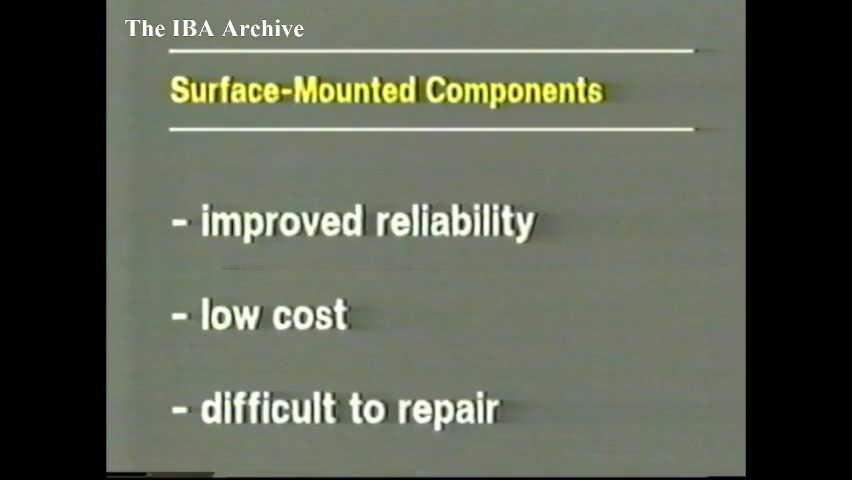 The IBA Archive
Surface-Mounted Components
- improved reliability
- low cost
- difficult to repair